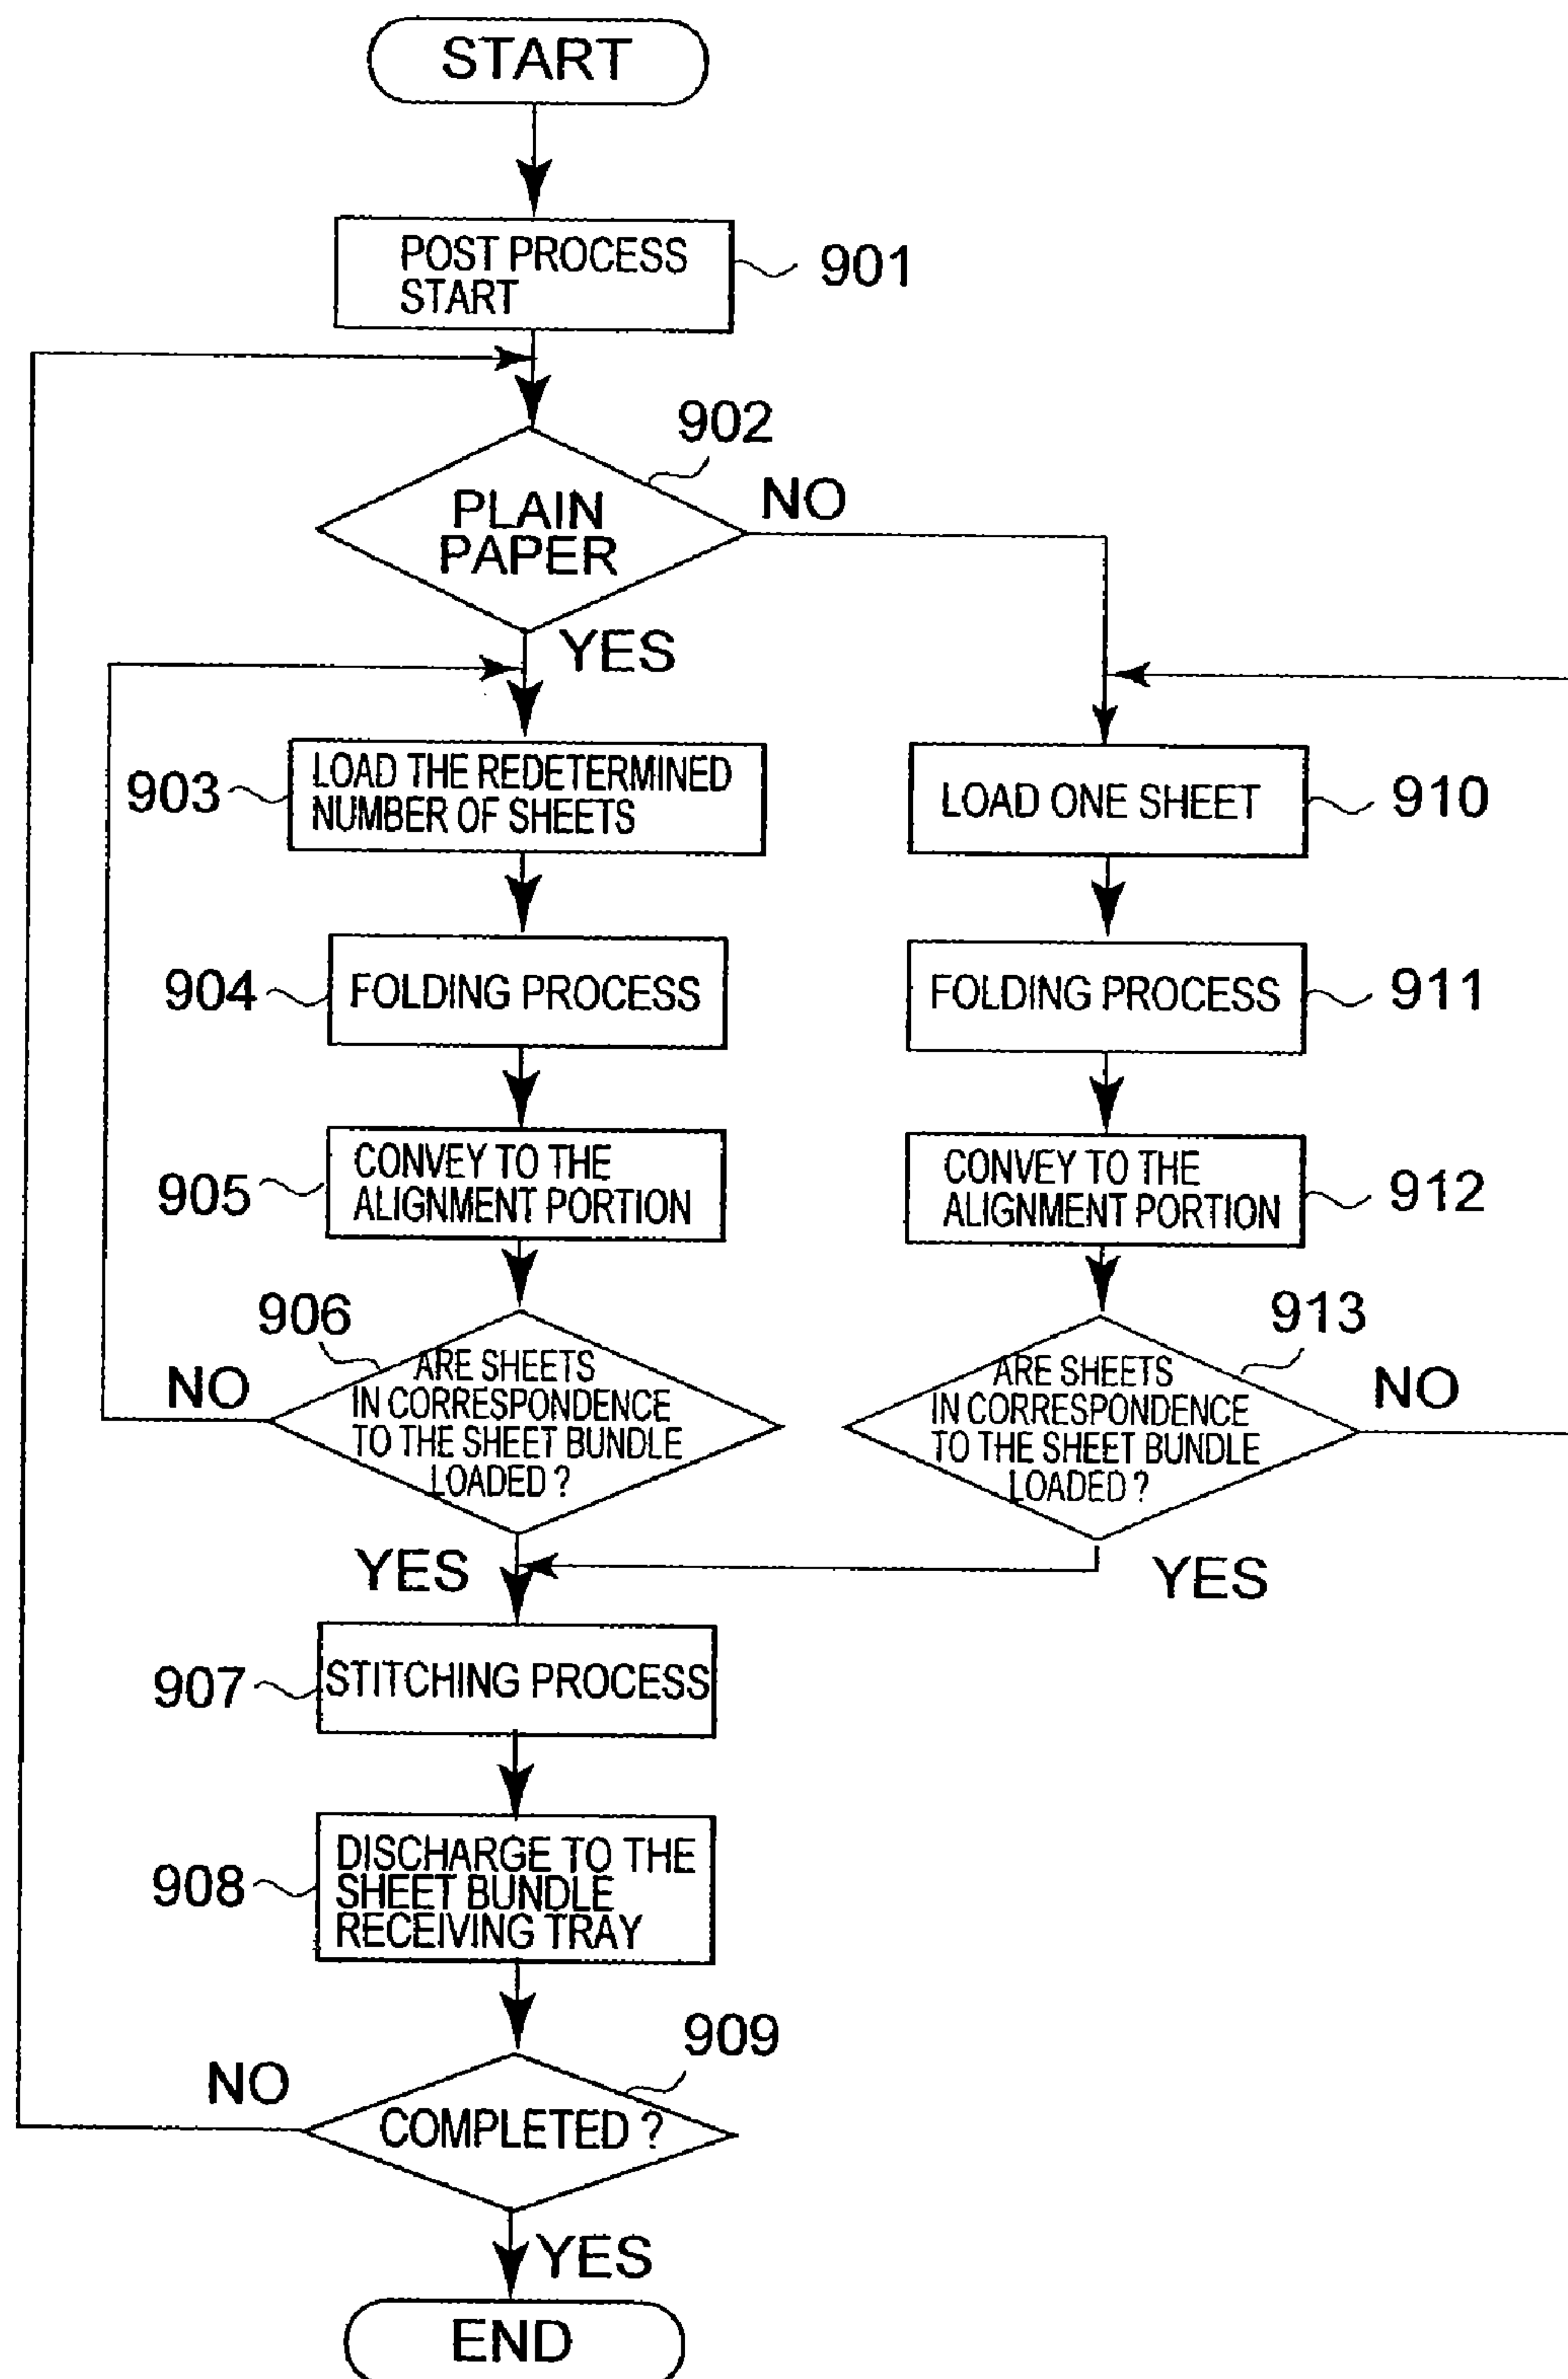 START
POST PROCESS
START
901
902
PLAIN
PAPER
NO
YES
903
LOAD THE REDETERMINED
NUMBER OF SHEETS
LOAD ONE SHEET
910
904
FOLDING PROCESS
FOLDING PROCESS
911
905
CONVEY TO THE
ALIGNMENT PORTION
CONVEY TO THE
ALIGNMENT PORTION
912
906
NO
ARE SHEETS
IN CORRESPONDENCE
TO THE SHEET BUNDLE
LOADED ?
YES
913
ARE SHEETS
IN CORRESPONDENCE
TO THE SHEET BUNDLE
LOADED ?
NO
YES
907
STITCHING PROCESS
908
DISCHARGE TO THE
SHEET BUNDLE
RECEIVING TRAY
909
NO
COMPLETED ?
YES
END